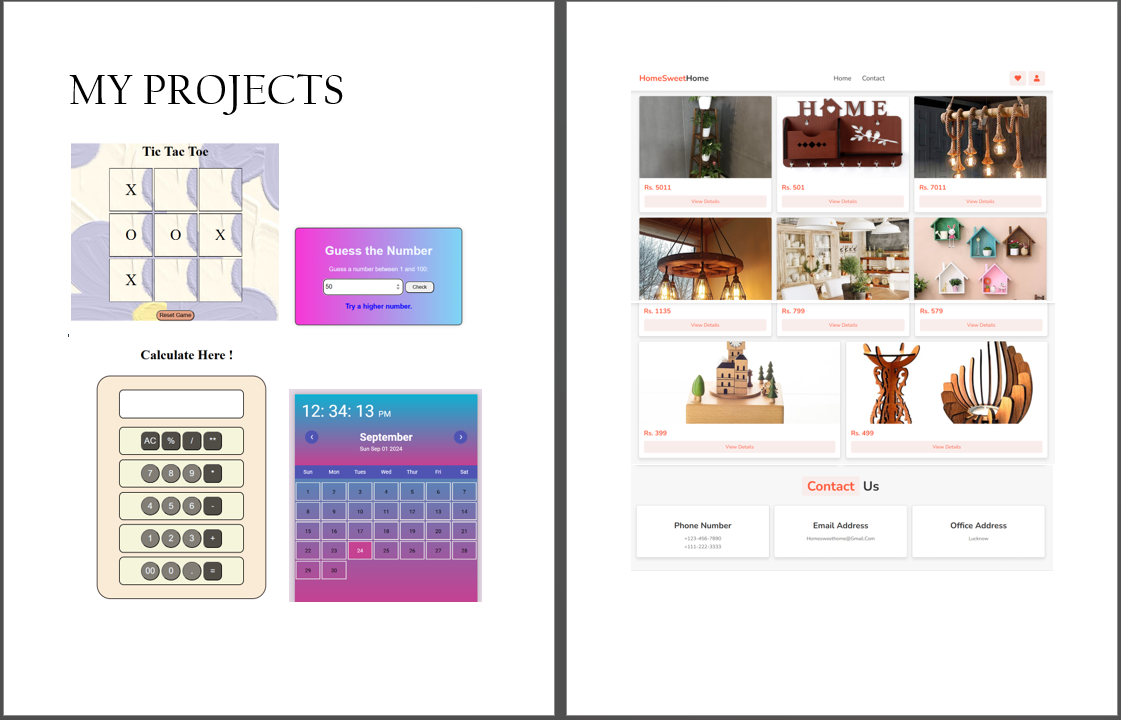 MY PROJECTS
Tic Tac Toe
X
O O X
X
Reset Game
Guess the Number
Guess a number between 1 and 100:
50 Check
Try a higher number.
Calculate Here !
AC % / **
7 8 9 *
4 5 6 -
1 2 3 +
00 0 . =
12: 34: 13 PM
‹ September ›
Sun Sep 01 2024
Sun Mon Tues Wed Thur Fri Sat
1 2 3 4 5 6 7
8 9 10 11 12 13 14
15 16 17 18 19 20 21
22 23 24 25 26 27 28
29 30
HomeSweetHome Home Contact
HOME
Rs. 5011 Rs. 501 Rs. 7011
View Details View Details View Details
Rs. 1135 Rs. 799 Rs. 579
View Details View Details View Details
Rs. 399 Rs. 499
View Details View Details
Contact Us
Phone Number Email Address Office Address
+123-456-7890 Homesweethome@Gmail.Com Lucknow
+111-222-3333